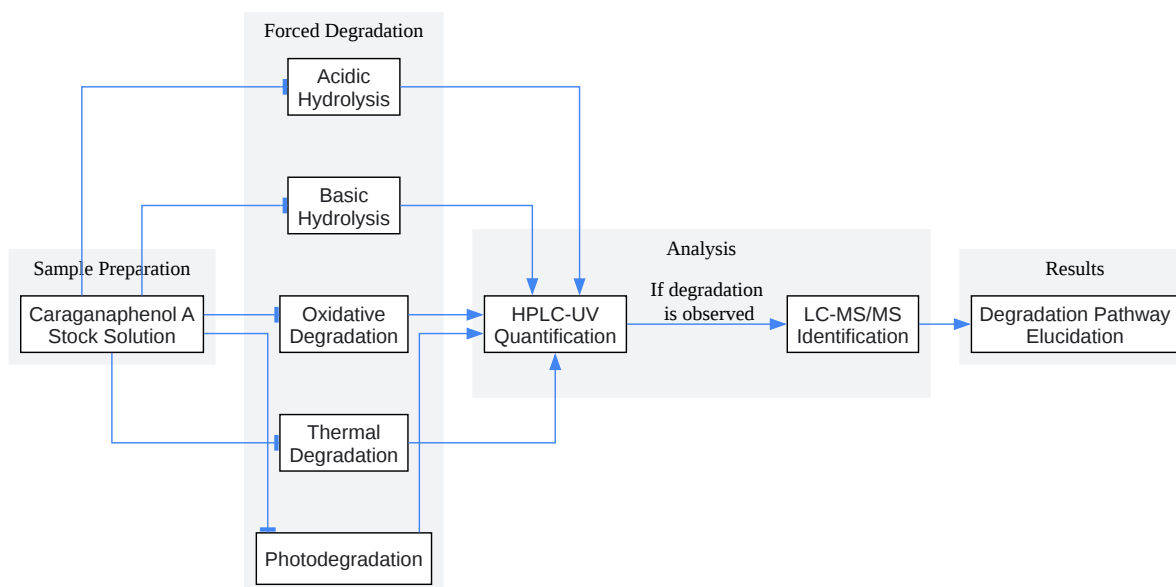 Forced Degradation
Acidic
Hydrolysis
Basic
Hydrolysis
Sample Preparation
Caraganaphenol A
Stock Solution
Oxidative
Degradation
Thermal
Degradation
Photodegradation
Analysis
HPLC-UV
Quantification
If degradation
is observed
LC-MS/MS
Identification
Results
Degradation Pathway
Elucidation